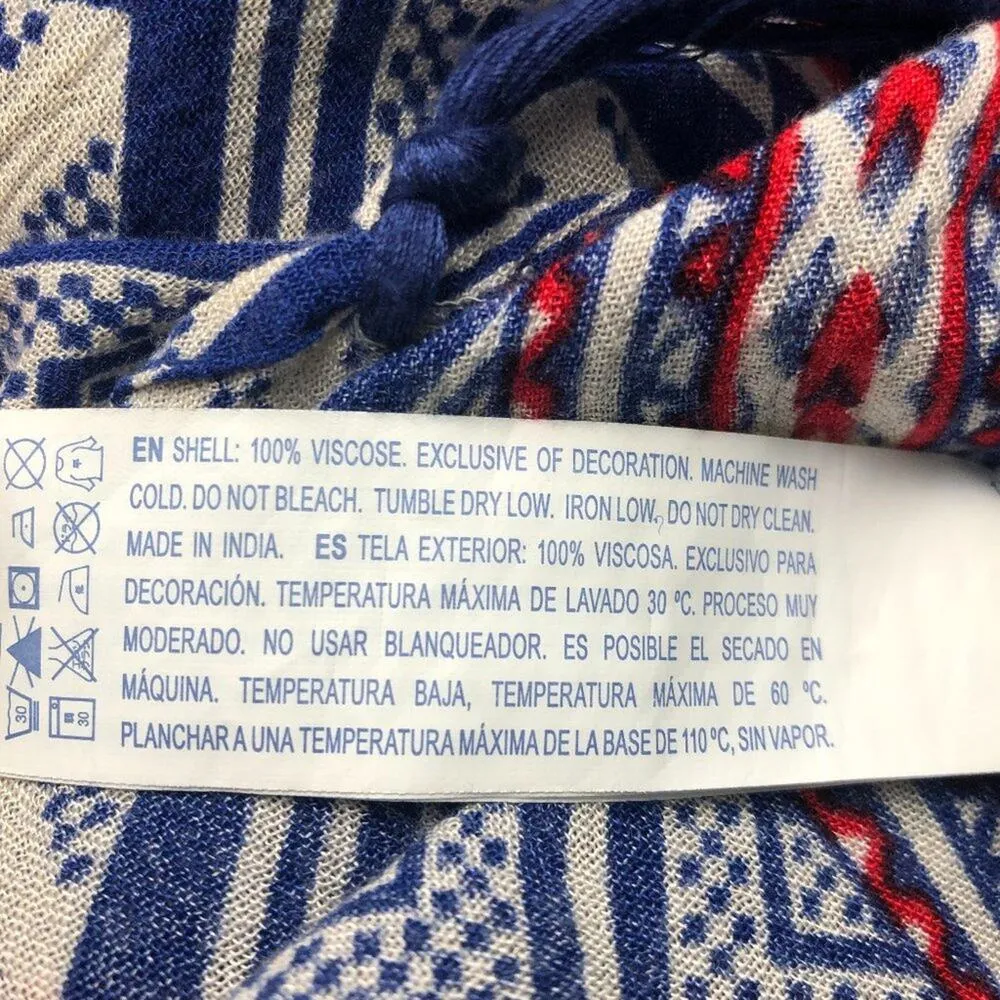 EN SHELL: 100% VISCOSE. EXCLUSIVE OF DECORATION. MACHINE WASH
COLD. DO NOT BLEACH. TUMBLE DRY LOW. IRON LOW, DO NOT DRY CLEAN.
MADE IN INDIA. ES TELA EXTERIOR: 100% VISCOSA. EXCLUSIVO PARA
DECORACIÓN. TEMPERATURA MÁXIMA DE LAVADO 30 ºC. PROCESO MUY
MODERADO. NO USAR BLANQUEADOR. ES POSIBLE EL SECADO EN
MÁQUINA. TEMPERATURA BAJA, TEMPERATURA MÁXIMA DE 60 ºC.
PLANCHAR A UNA TEMPERATURA MÁXIMA DE LA BASE DE 110 ºC, SIN VAPOR.
30 30